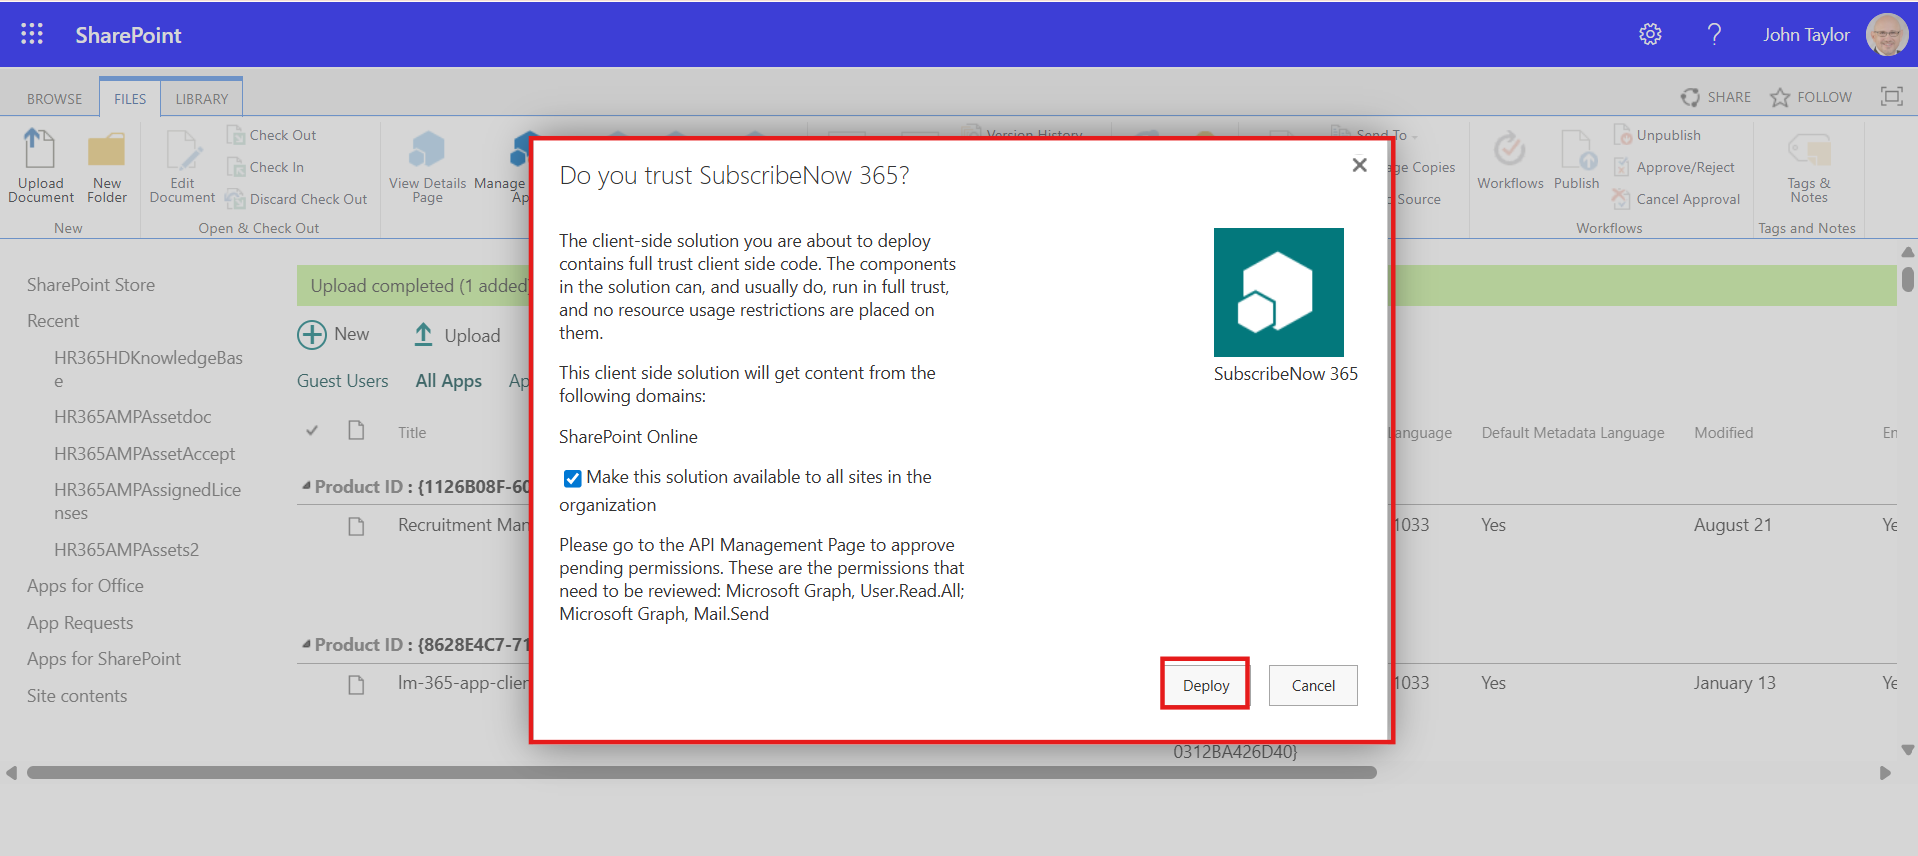 SharePoint
John Taylor
BROWSE
FILES
LIBRARY
SHARE
FOLLOW
Upload
Document
New
Folder
New
Edit
Document
Check Out
Check In
Discard Check Out
Open & Check Out
View Details
Page
Manage
Ap
Version History
Send To
ge Copies
Source
Workflows
Publish
Unpublish
Approve/Reject
Cancel Approval
Workflows
Tags &
Notes
Tags and Notes
SharePoint Store
Recent
HR365HDKnowledgeBas
e
HR365AMPAssetdoc
HR365AMPAssetAccept
HR365AMPAssignedLice
nses
HR365AMPAssets2
Apps for Office
App Requests
Apps for SharePoint
Site contents
Upload completed (1 added)
New
Upload
Guest Users
All Apps
Ap
Title
anguage
Default Metadata Language
Modified
En
Product ID : {1126B08F-60
Recruitment Man
1033
Yes
August 21
Ye
Product ID : {8628E4C7-71
lm-365-app-clien
1033
Yes
January 13
Ye
0312BA426D40}
Do you trust SubscribeNow 365?
The client-side solution you are about to deploy
contains full trust client side code. The components
in the solution can, and usually do, run in full trust,
and no resource usage restrictions are placed on
them.
This client side solution will get content from the
following domains:
SharePoint Online
Make this solution available to all sites in the
organization
Please go to the API Management Page to approve
pending permissions. These are the permissions that
need to be reviewed: Microsoft Graph, User.Read.All;
Microsoft Graph, Mail.Send
SubscribeNow 365
Deploy
Cancel